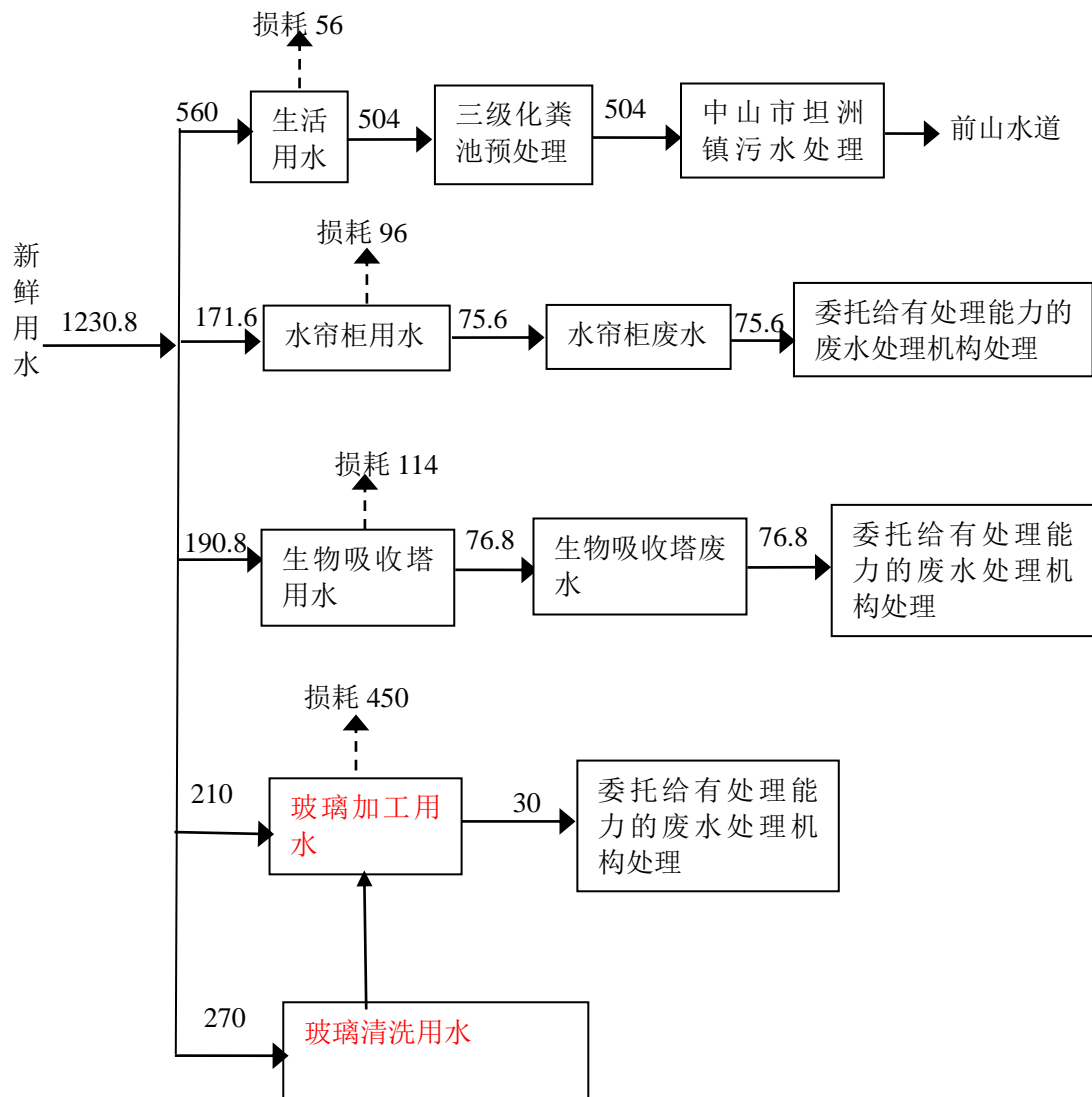 损耗 56
560
生活
用水
504
三级化粪
池预处理
504
中山市坦洲
镇污水处理
前山水道
新
鲜
用
水
1230.8
损耗 96
171.6
水帘柜用水
75.6
水帘柜废水
75.6
委托给有处理能力的
废水处理机构处理
损耗 114
190.8
生物吸收塔
用水
76.8
生物吸收塔废
水
76.8
委托给有处理能
力的废水处理机
构处理
损耗 450
210
玻璃加工用
水
30
委托给有处理能
力的废水处理机
构处理
270
玻璃清洗用水